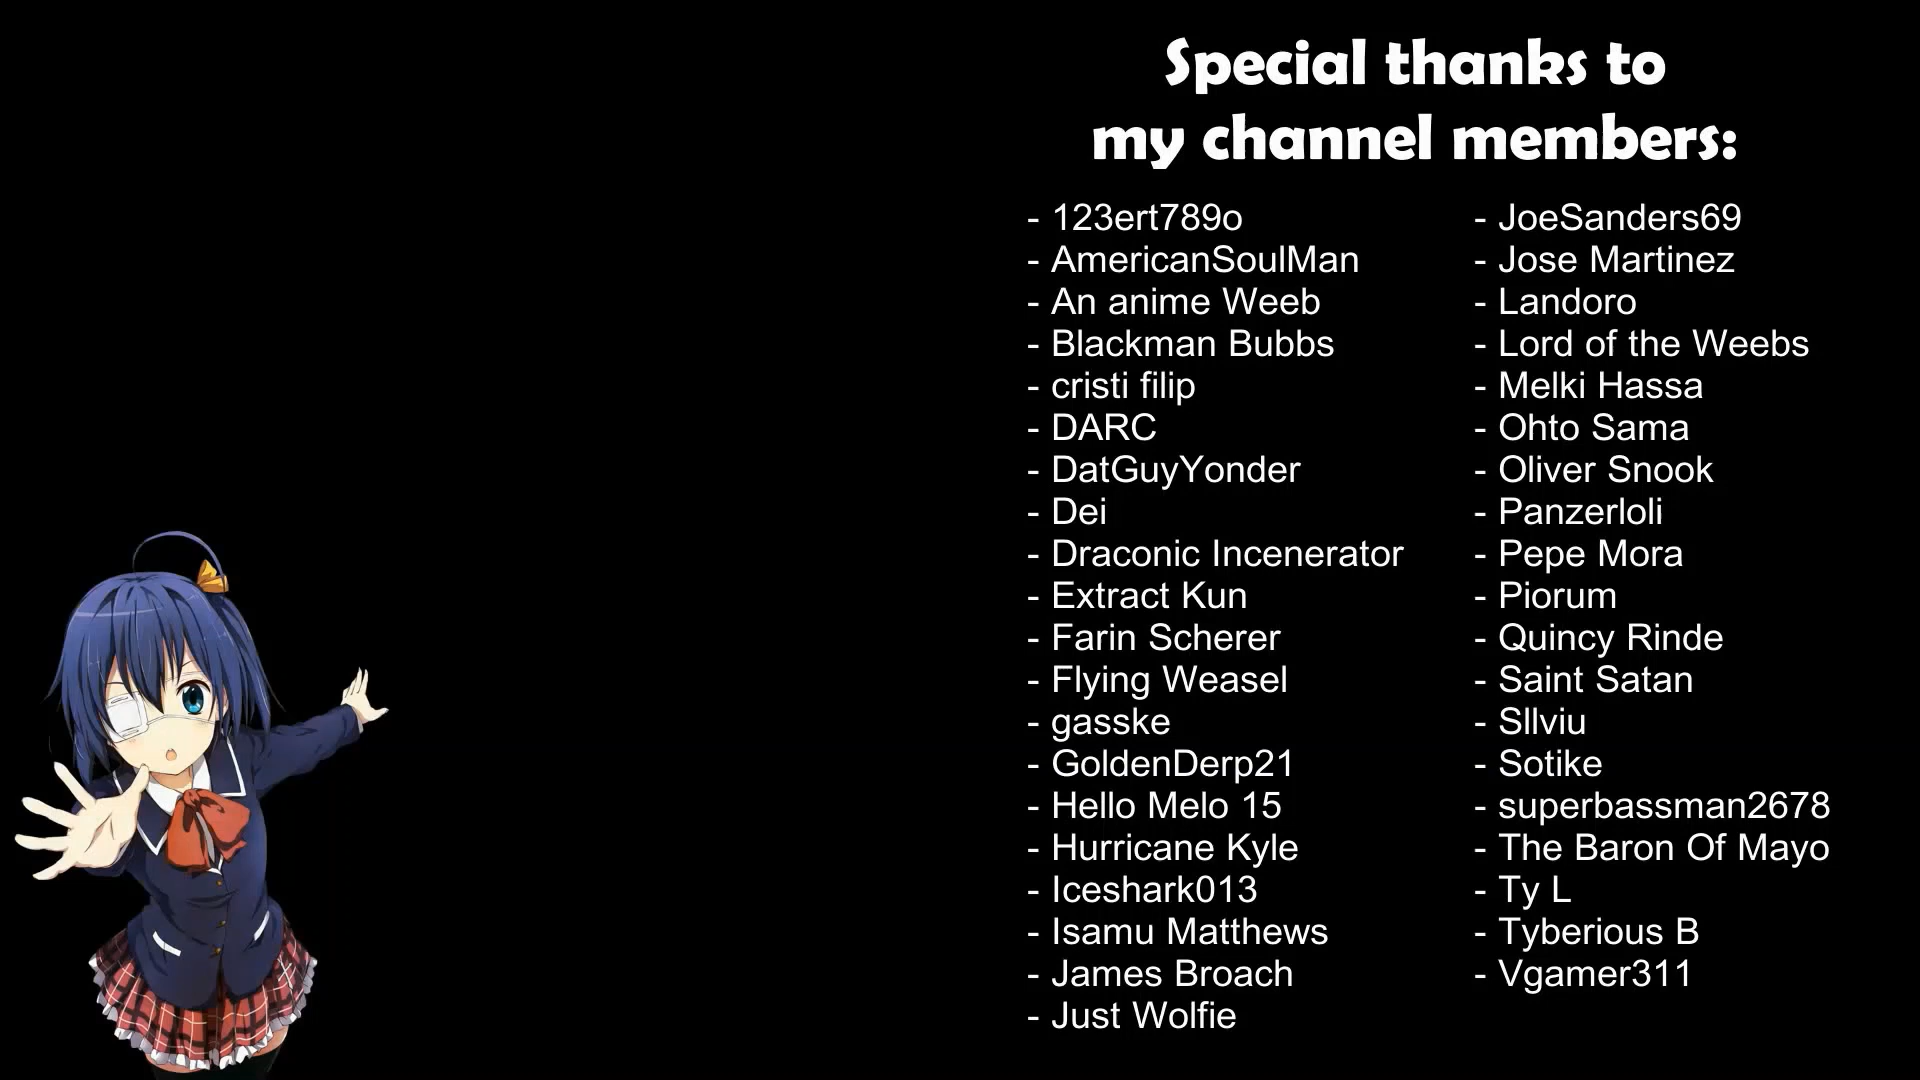 Special thanks to
my channel members:
- 123ert789o
- AmericanSoulMan
- An anime Weeb
- Blackman Bubbs
- cristi filip
- DARC
- DatGuyYonder
- Dei
- Draconic Incenerator
- Extract Kun
- Farin Scherer
- Flying Weasel
- gasske
- GoldenDerp21
- Hello Melo 15
- Hurricane Kyle
- Iceshark013
- Isamu Matthews
- James Broach
- Just Wolfie
- JoeSanders69
- Jose Martinez
- Landoro
- Lord of the Weebs
- Melki Hassa
- Ohto Sama
- Oliver Snook
- Panzerloli
- Pepe Mora
- Piorum
- Quincy Rinde
- Saint Satan
- Sllviu
- Sotike
- superbassman2678
- The Baron Of Mayo
- Ty L
- Tyberious B
- Vgamer311